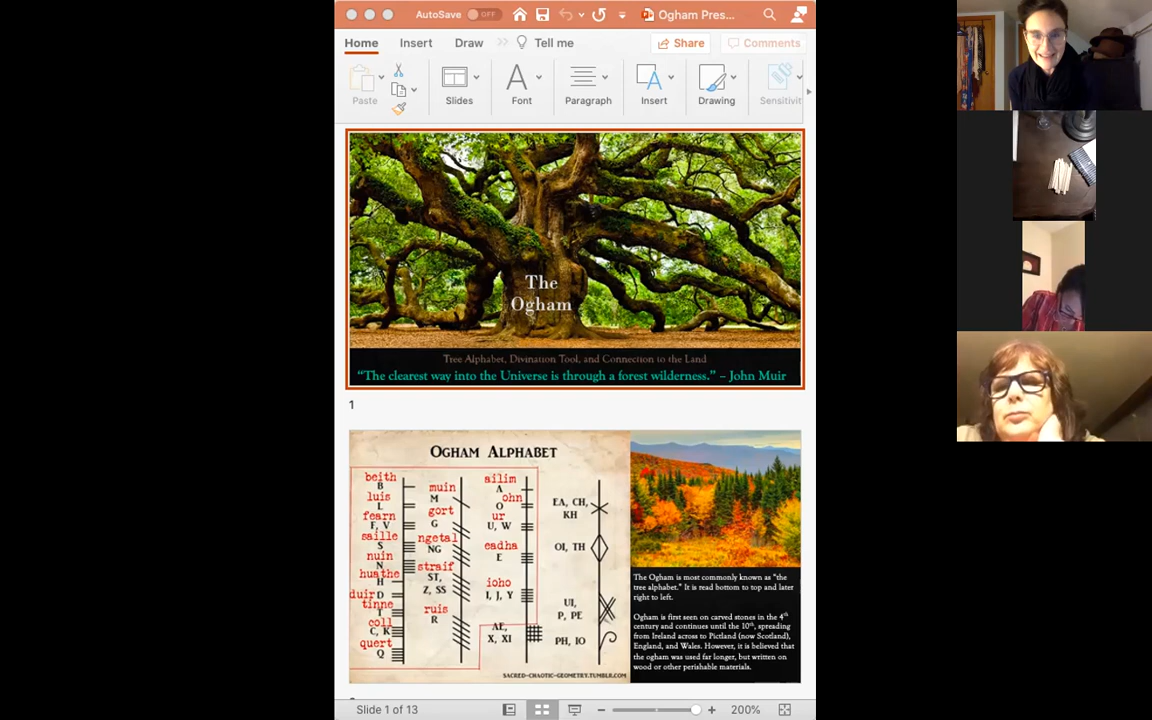 AutoSave OFF
Ogham Pres...
Home Insert Draw Tell me
Share Comments
Paste Slides Font Paragraph Insert Drawing Sensitivit
The
Ogham
Tree Alphabet, Divination Tool, and Connection to the Land
“The clearest way into the Universe is through a forest wilderness.” – John Muir
1
OGHAM ALPHABET
beith
B
luis
L
fearn
F, V
saille
S
nuin
N
huathe
H
duir D
tinne
T
coll
C, K
quert
Q
muin
M
gort
G
ngetal
NG
straif
ST,
Z, SS
ruis
R
ailim
A
ohn
O
ur
U, W
eadha
E
ioho
I, J, Y
AE,
X, XI
EA, CH,
KH
OI, TH
UI,
P, PE
PH, IO
SACRED-CHAOTIC-GEOMETRY.TUMBLR.COM
The Ogham is most commonly known as "the
tree alphabet." It is read bottom to top and later
right to left.
Ogham is first seen on carved stones in the 4th
century and continues until the 10th, spreading
from Ireland across to Pictland (now Scotland),
England, and Wales. However, it is believed that
the ogham was used far longer, but written on
wood or other perishable materials.
Slide 1 of 13
200%